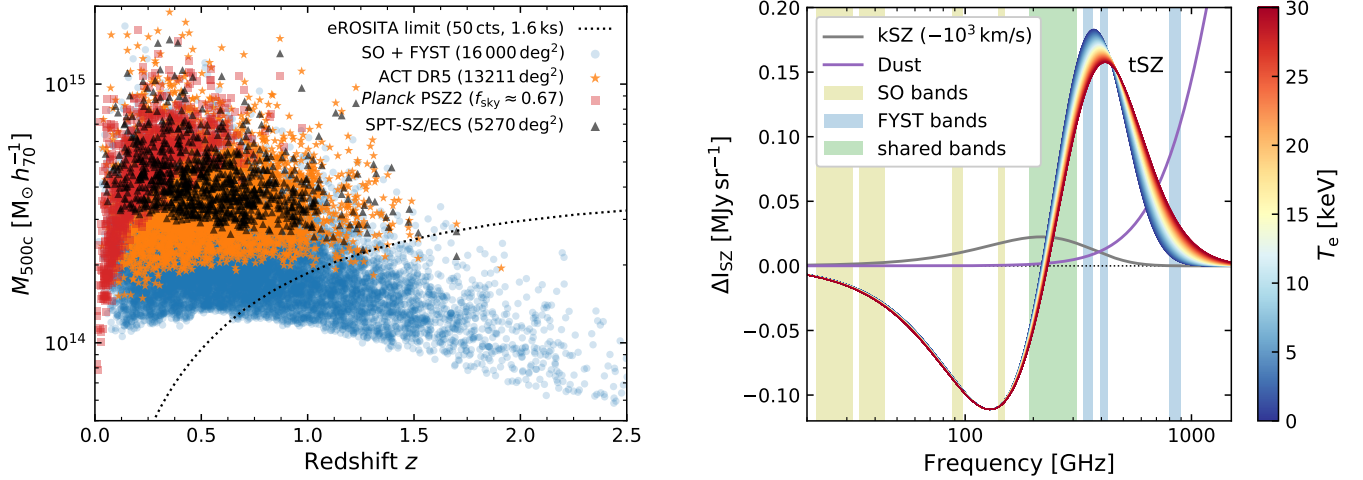 eROSITA limit (50 cts, 1.6 ks)
SO + FYST (16 000 deg²)
ACT DR5 (13211 deg²)
Planck PSZ2 (f_sky ≈ 0.67)
SPT-SZ/ECS (5270 deg²)
10¹⁵
10¹⁴
M_500c [M_⊙ h_70⁻¹]
0.0 0.5 1.0 1.5 2.0 2.5
Redshift z
kSZ (−10³ km/s)
Dust
SO bands
FYST bands
shared bands
tSZ
0.20
0.15
0.10
0.05
0.00
−0.05
−0.10
ΔI_SZ [MJy sr⁻¹]
100 1000
Frequency [GHz]
30
25
20
15
10
5
0
T_e [keV]